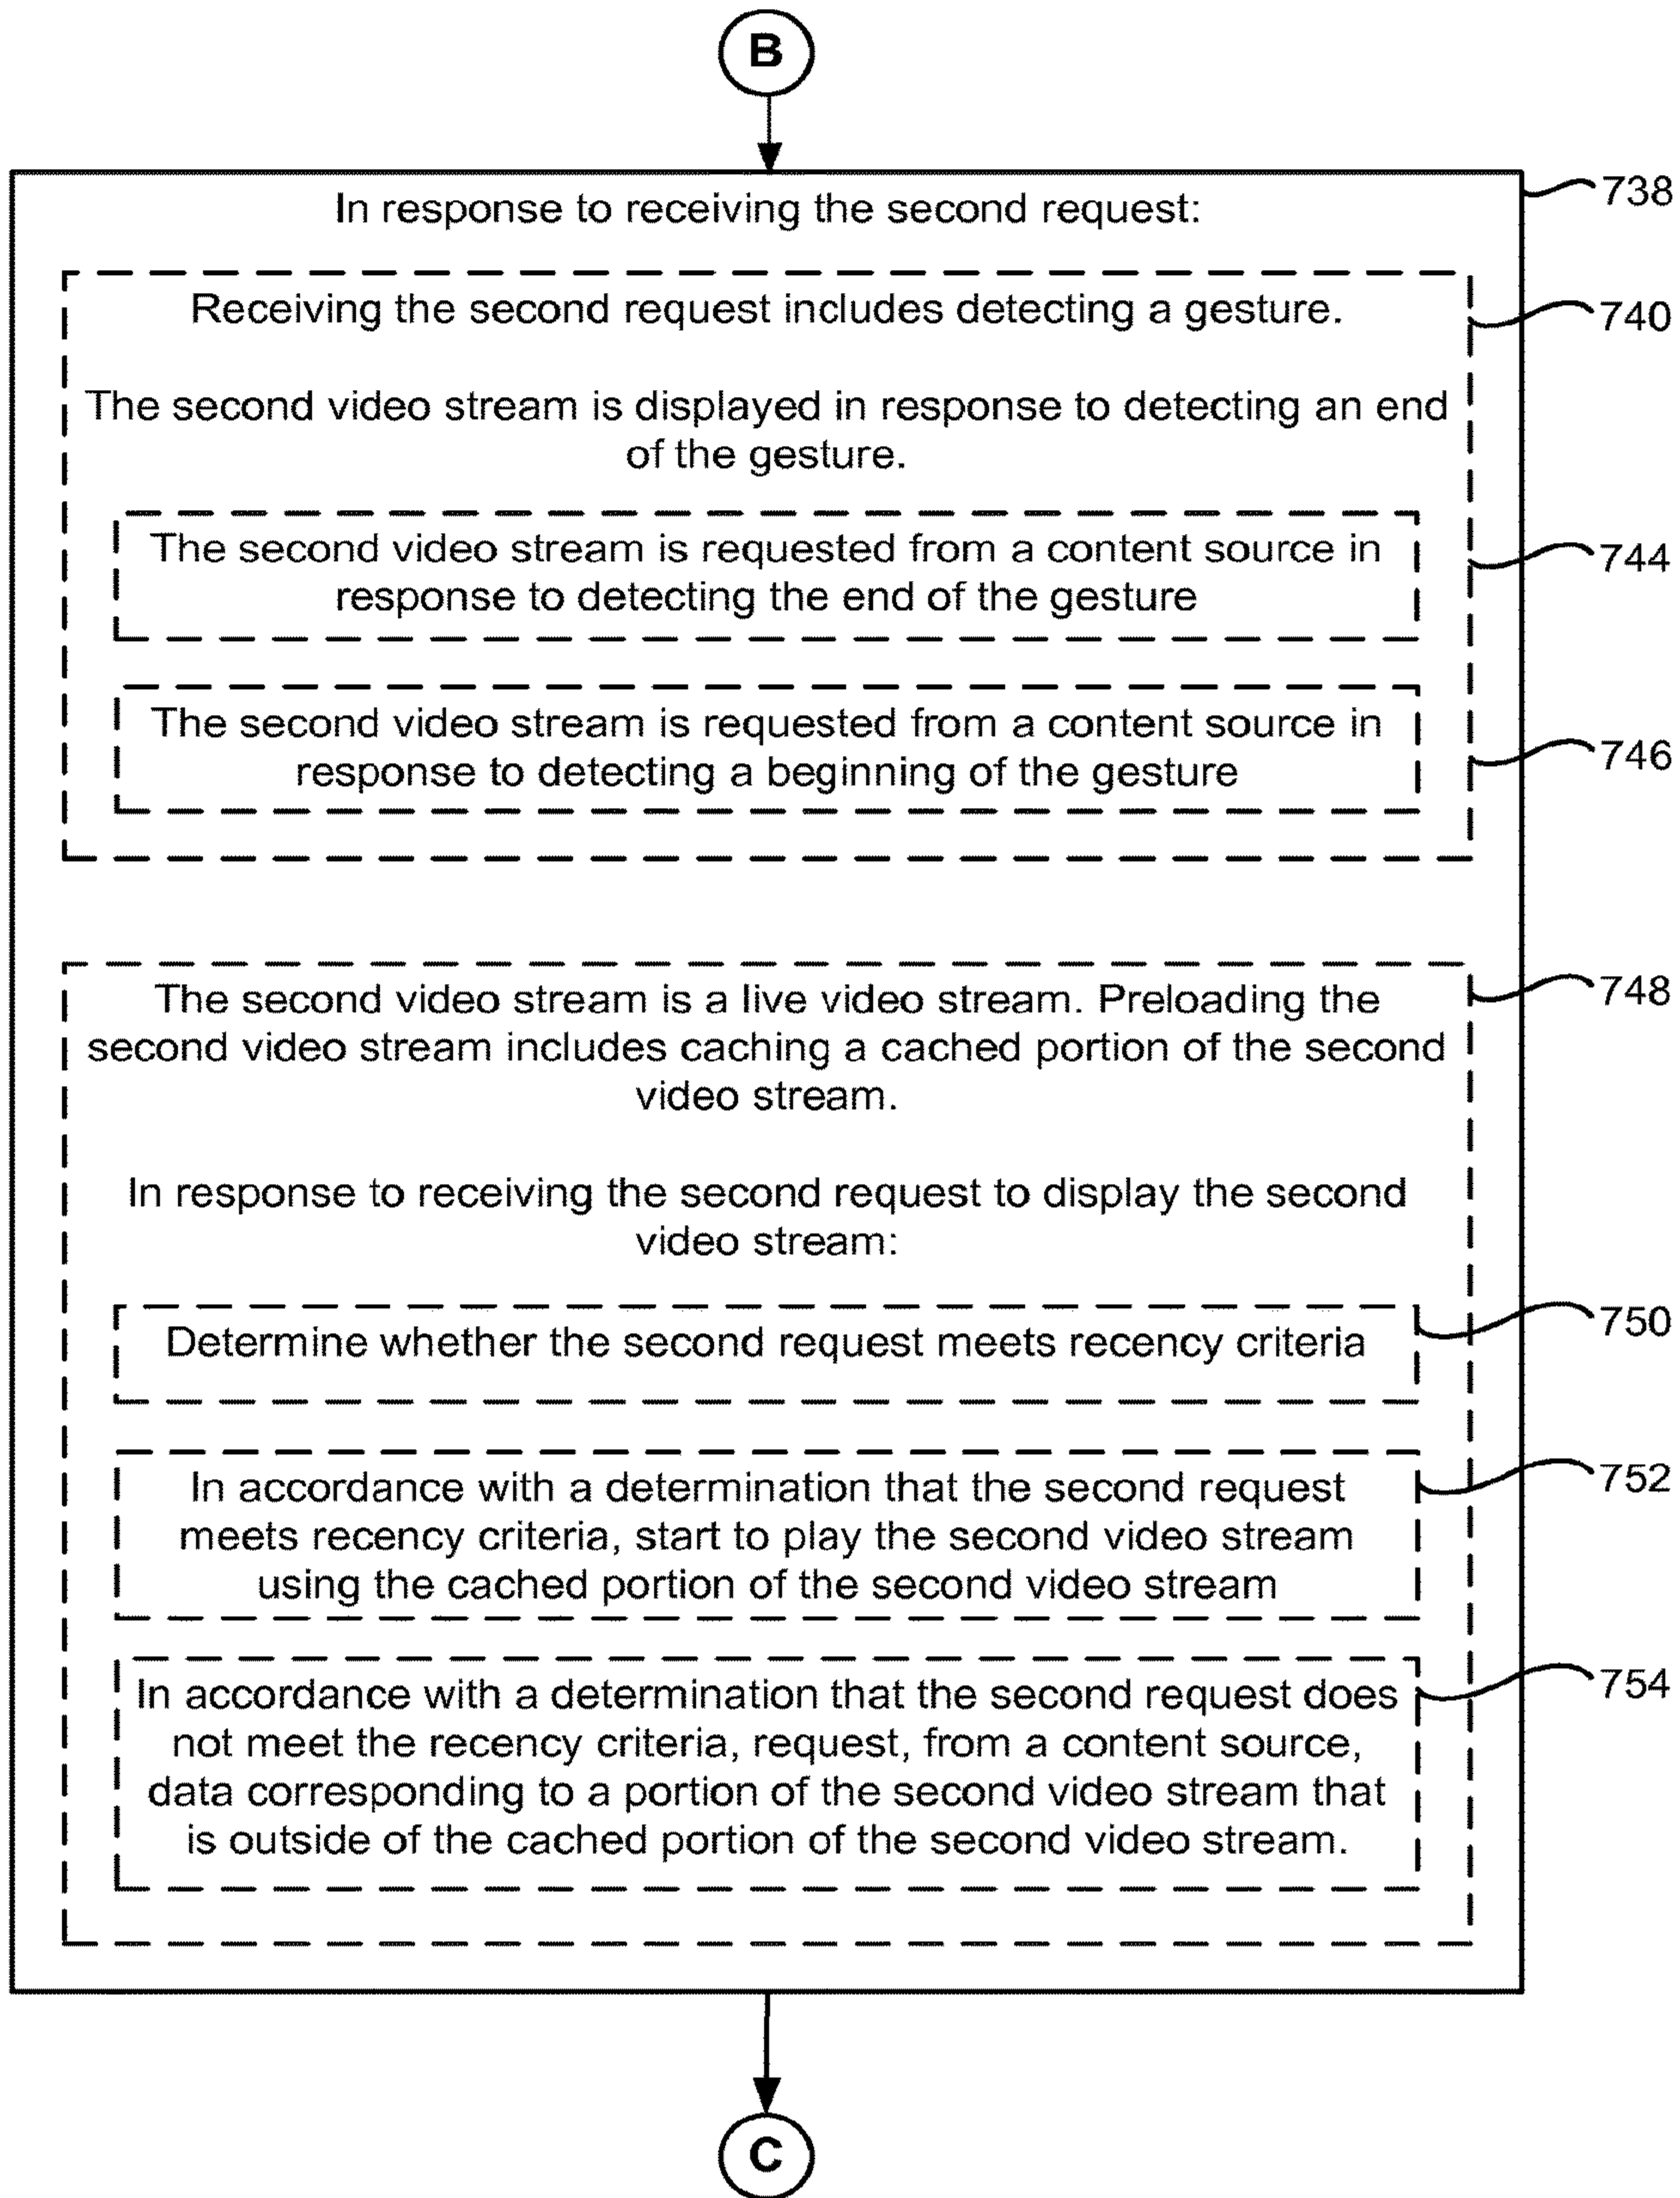 B
In response to receiving the second request:
738
Receiving the second request includes detecting a gesture.
740
The second video stream is displayed in response to detecting an end
of the gesture.
The second video stream is requested from a content source in
response to detecting the end of the gesture
744
The second video stream is requested from a content source in
response to detecting a beginning of the gesture
746
The second video stream is a live video stream. Preloading the
second video stream includes caching a cached portion of the second
video stream.
748
In response to receiving the second request to display the second
video stream:
Determine whether the second request meets recency criteria
750
In accordance with a determination that the second request
meets recency criteria, start to play the second video stream
using the cached portion of the second video stream
752
In accordance with a determination that the second request does
not meet the recency criteria, request, from a content source,
data corresponding to a portion of the second video stream that
is outside of the cached portion of the second video stream.
754
C